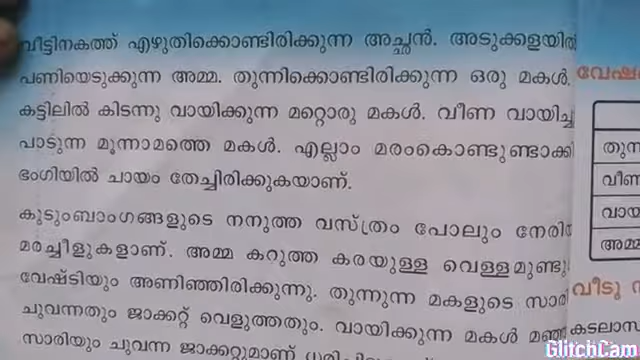 വീട്ടിനകത്ത് എഴുതിക്കൊണ്ടിരിക്കുന്ന അച്ഛൻ. അടുക്കളയിൽ
പണിയെടുക്കുന്ന അമ്മ. തുന്നിക്കൊണ്ടിരിക്കുന്ന ഒരു മകൾ.
കട്ടിലിൽ കിടന്നു വായിക്കുന്ന മറ്റൊരു മകൾ. വീണ വായിച്ച
പാടുന്ന മൂന്നാമത്തെ മകൾ. എല്ലാം മരംകൊണ്ടുണ്ടാക്കി
ഭംഗിയിൽ ചായം തേച്ചിരിക്കുകയാണ്.
കുടുംബാംഗങ്ങളുടെ നനുത്ത വസ്ത്രം പോലും നേരിയ
മരച്ചീളുകളാണ്. അമ്മ കറുത്ത കരയുള്ള വെള്ളമുണ്ടു
വേഷ്ടിയും അണിഞ്ഞിരിക്കുന്നു. തുന്നുന്ന മകളുടെ സാരി
ചുവന്നതും ജാക്കറ്റ് വെളുത്തതും. വായിക്കുന്ന മകൾ മഞ്ഞ
സാരിയും ചുവന്ന ജാക്കറ്റുമാണ്
വേഷ
തുന്ന
വീണ
വായ
അമ്മ
വീടു
കടലാസ
GlitchCam